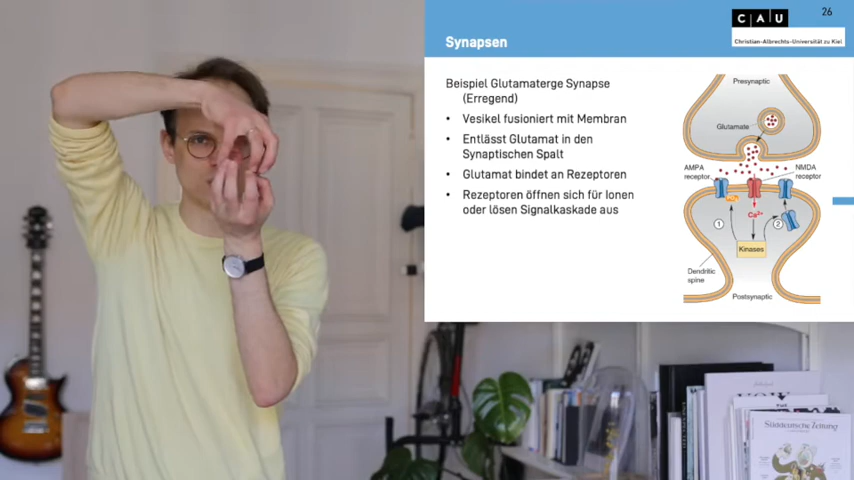 26
CAU
Christian-Albrechts-Universität zu Kiel
Synapsen
Beispiel Glutamaterge Synapse
(Erregend)
• Vesikel fusioniert mit Membran
• Entlässt Glutamat in den
Synaptischen Spalt
• Glutamat bindet an Rezeptoren
• Rezeptoren öffnen sich für Ionen
oder lösen Signalkaskade aus
Presynaptic
Glutamate
AMPA
receptor
NMDA
receptor
Ca²⁺
1
2
Kinases
Dendritic
spine
Postsynaptic
Süddeutsche Zeitung